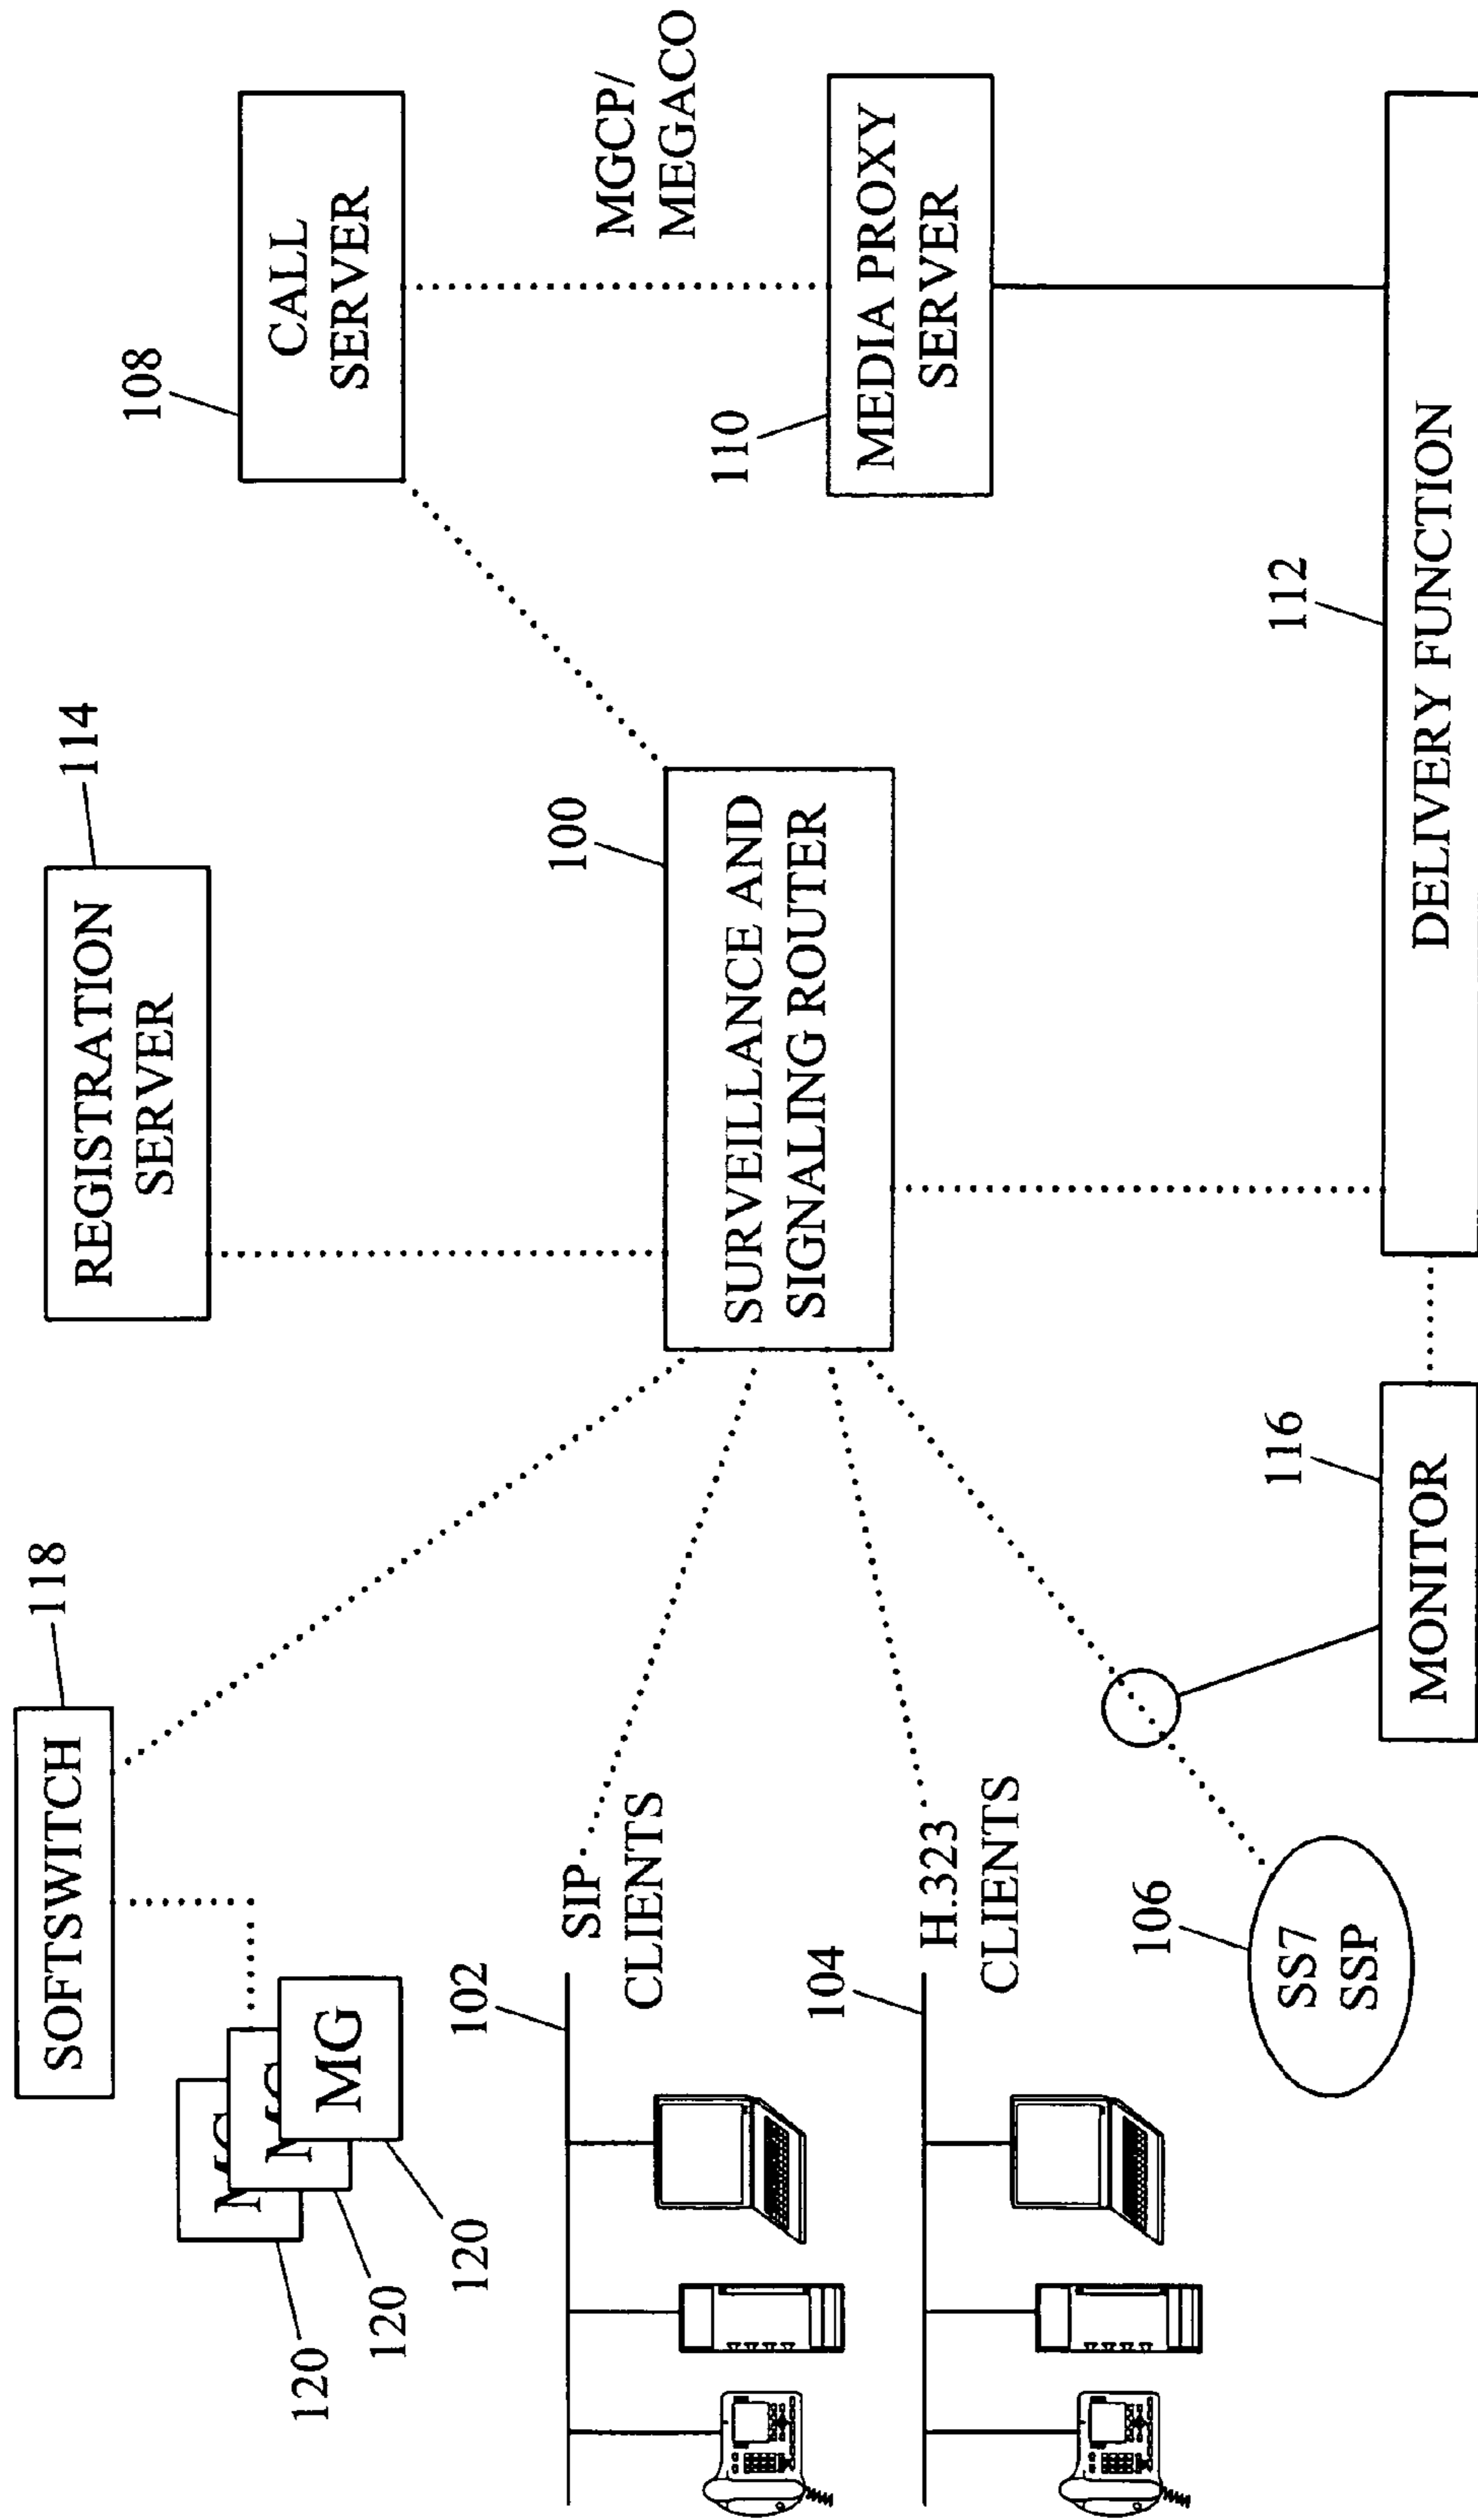 118
SOFTSWITCH
MG
120
120
120
114
REGISTRATION
SERVER
108
CALL
SERVER
MGCP/
MEGACO
102
SIP
CLIENTS
100
SURVEILLANCE AND
SIGNALING ROUTER
110
MEDIA PROXY
SERVER
104
H.323
CLIENTS
106
SS7
SSP
116
MONITOR
112
DELIVERY FUNCTION